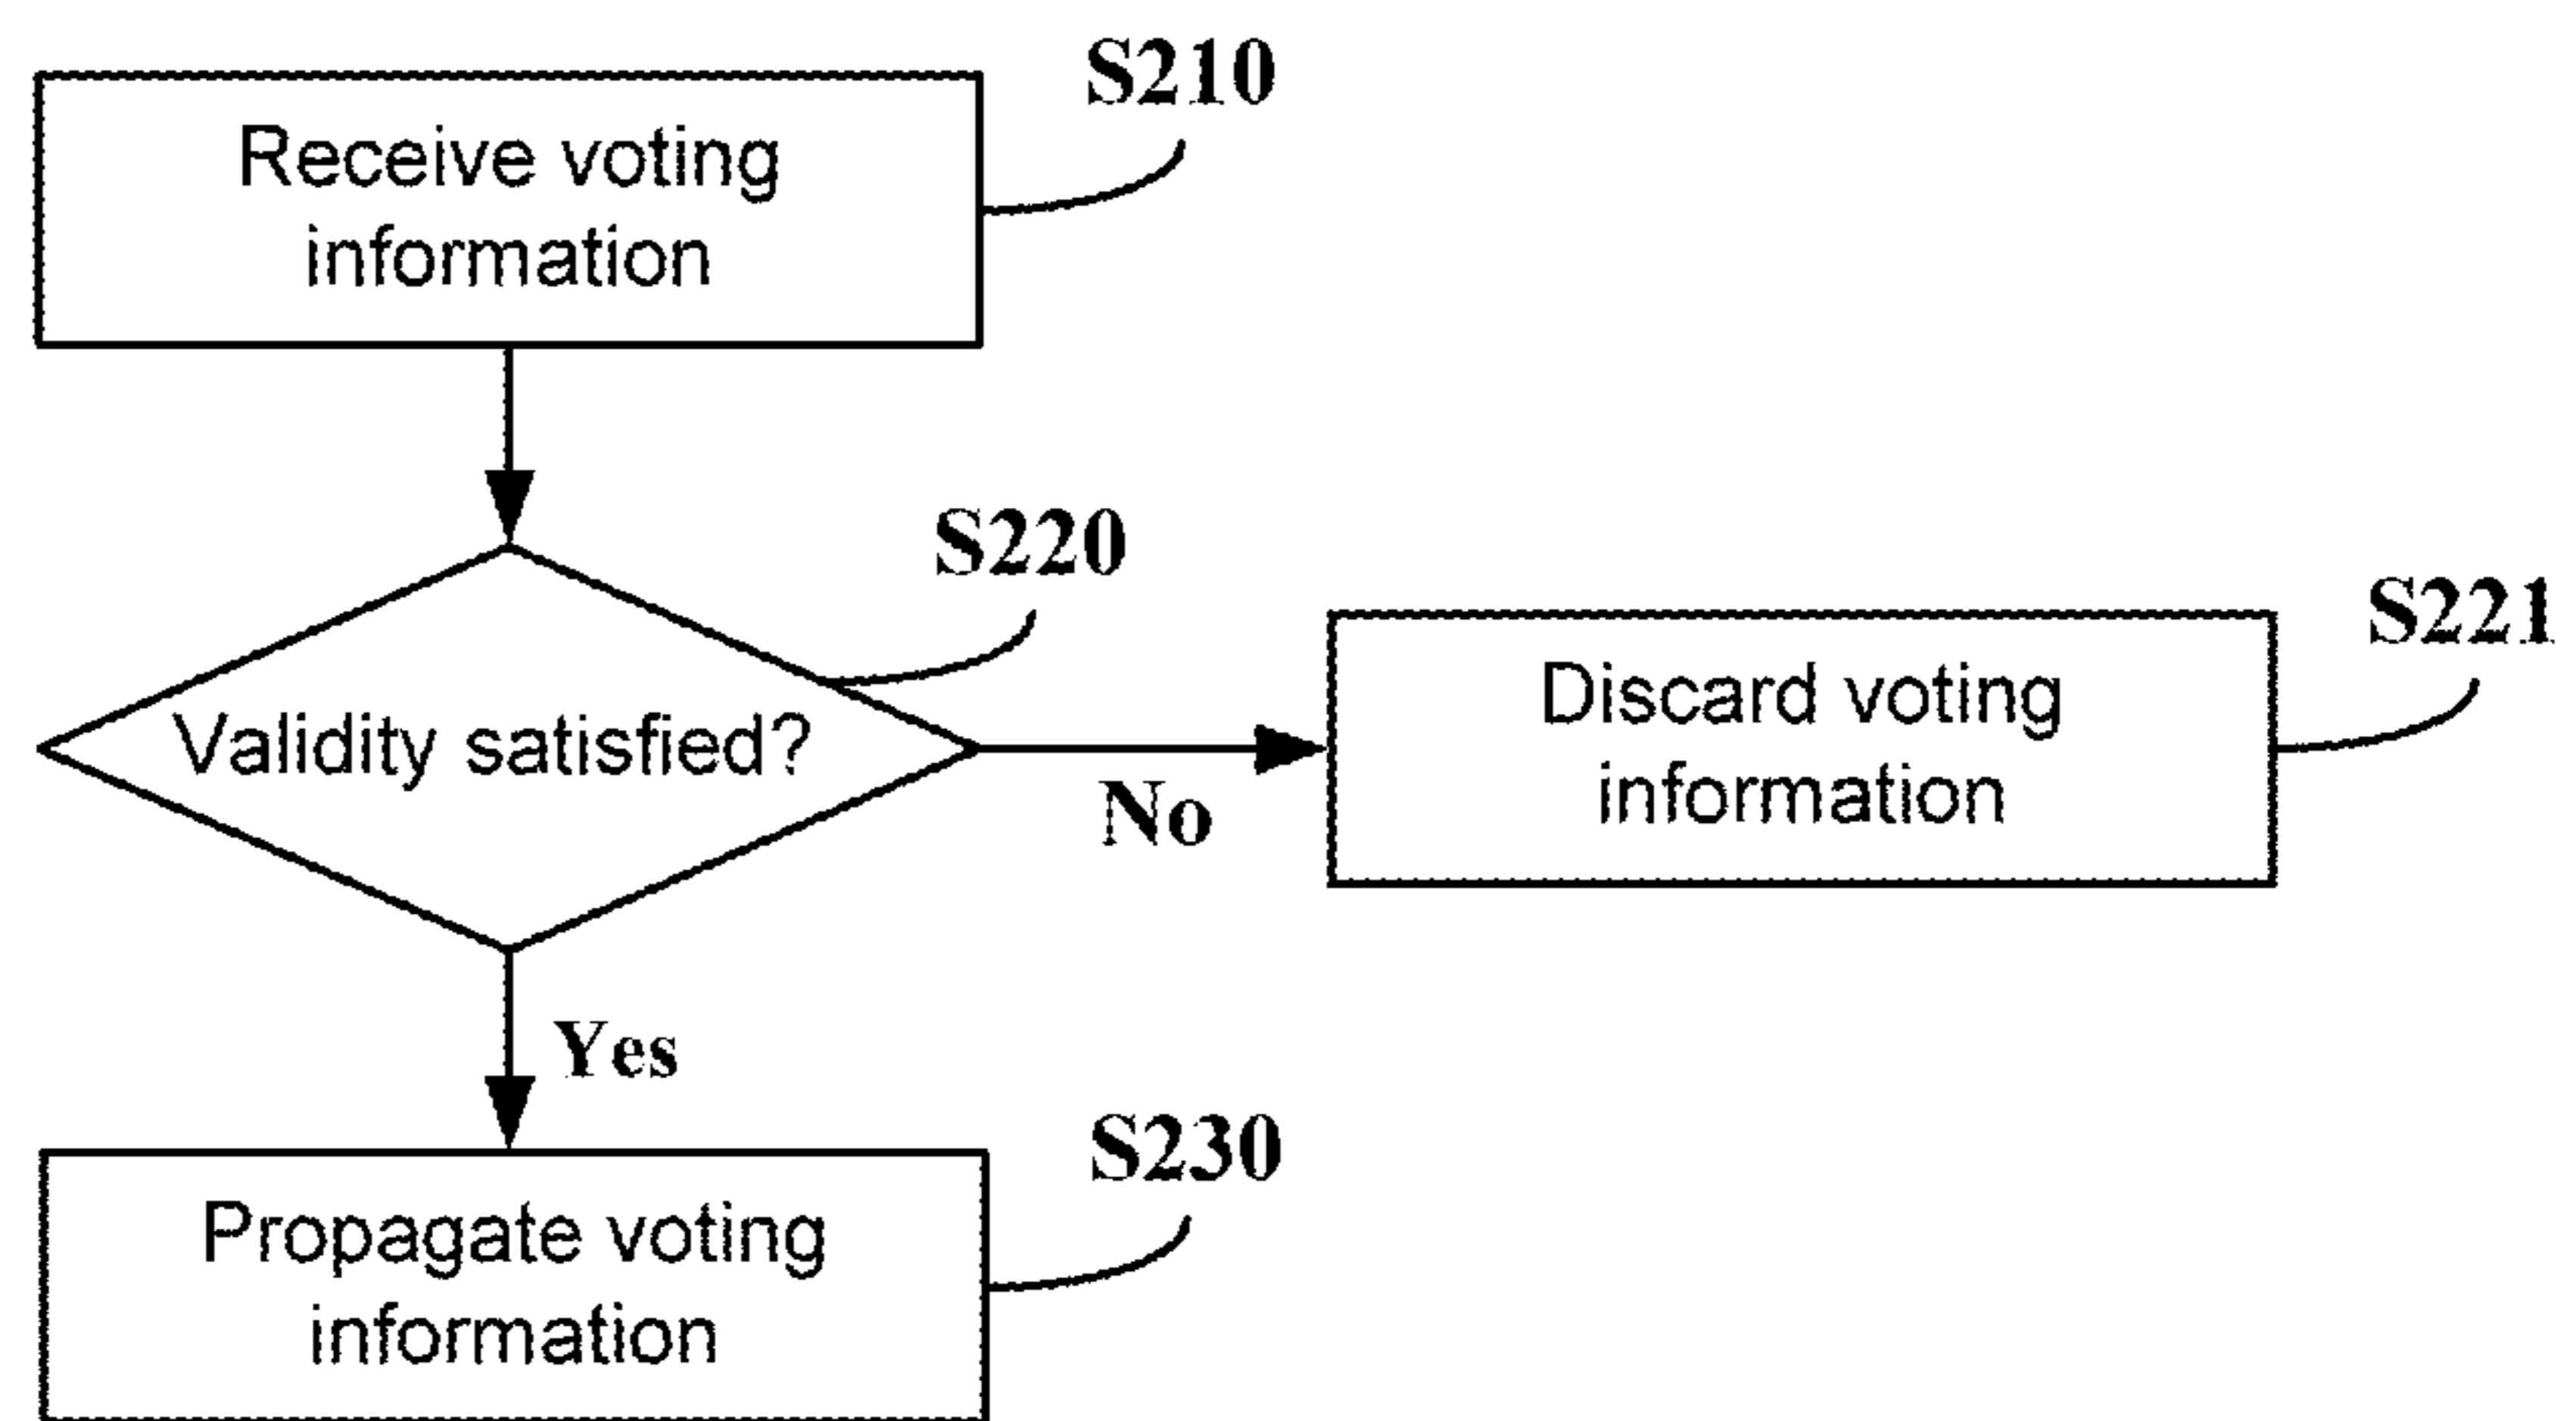 S210
Receive voting
information
S220
Validity satisfied?
No
S221
Discard voting
information
Yes
S230
Propagate voting
information